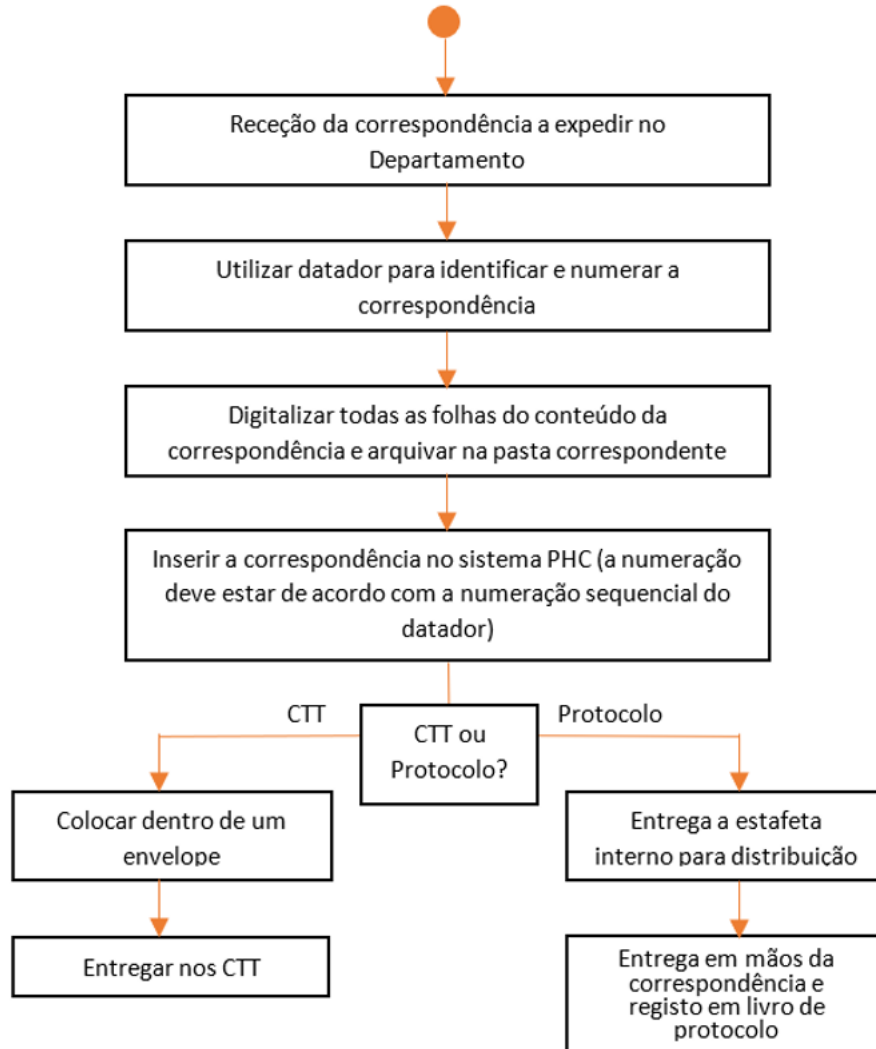 Receção da correspondência a expedir no
Departamento
Utilizar datador para identificar e numerar a
correspondência
Digitalizar todas as folhas do conteúdo da
correspondência e arquivar na pasta correspondente
Inserir a correspondência no sistema PHC (a numeração
deve estar de acordo com a numeração sequencial do
datador)
CTT
Protocolo
CTT ou
Protocolo?
Colocar dentro de um
envelope
Entrega a estafeta
interno para distribuição
Entregar nos CTT
Entrega em mãos da
correspondência e
registo em livro de
protocolo